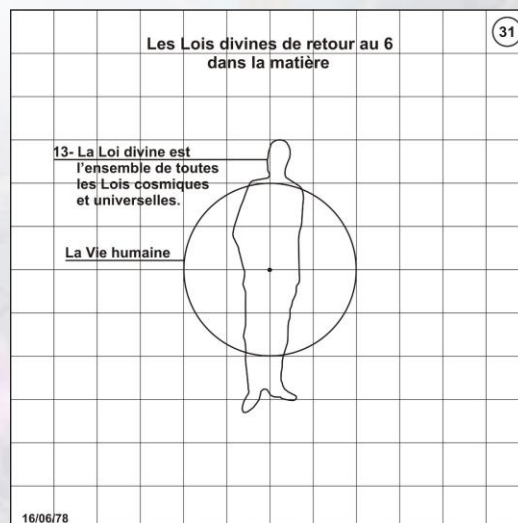 31
Les Lois divines de retour au 6
dans la matière
13- La Loi divine est
l'ensemble de toutes
les Lois cosmiques
et universelles.
La Vie humaine
16/06/78